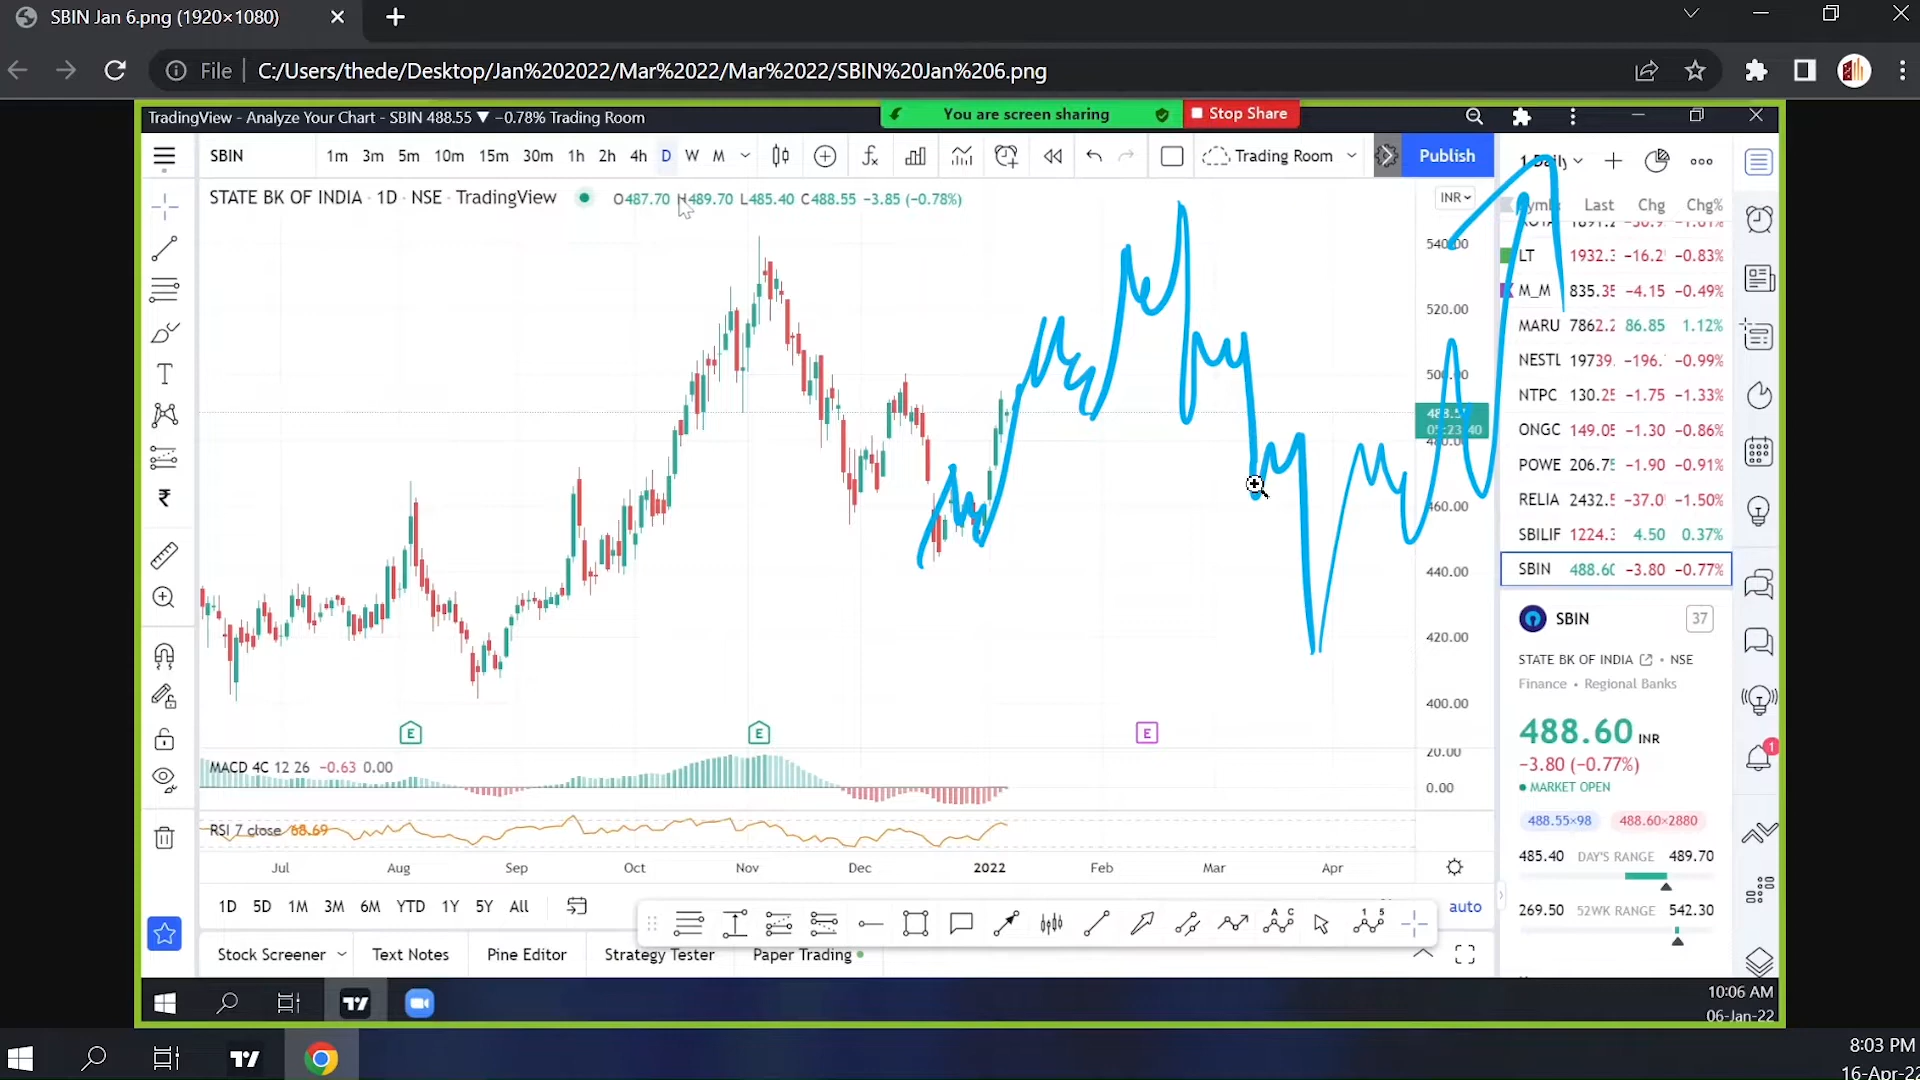 SBIN Jan 6.png (1920×1080)
File
C:/Users/thede/Desktop/Jan%202022/Mar%2022/Mar%2022/SBIN%20Jan%206.png
TradingView - Analyze Your Chart - SBIN 488.55 ▼ −0.78% Trading Room
You are screen sharing
Stop Share
SBIN 1m 3m 5m 10m 15m 30m 1h 2h 4h D W M
Trading Room
Publish
STATE BK OF INDIA · 1D · NSE · TradingView
O487.70 H489.70 L485.40 C488.55 −3.85 (−0.78%)
INR
Last Chg Chg%
540.00
520.00
500.00
480.00
460.00
440.00
420.00
400.00
LT 1932.3 −16.2 −0.83%
M_M 835.35 −4.15 −0.49%
MARU 7862.2 86.85 1.12%
NESTL 19739. −196. −0.99%
NTPC 130.25 −1.75 −1.33%
ONGC 149.05 −1.30 −0.86%
POWE 206.75 −1.90 −0.91%
RELIA 2432.5 −37.0 −1.50%
SBILIF 1224.3 4.50 0.37%
SBIN 488.60 −3.80 −0.77%
SBIN 37
STATE BK OF INDIA • NSE
Finance • Regional Banks
488.60 INR
−3.80 (−0.77%)
MARKET OPEN
488.55×98 488.60×2880
485.40 DAY'S RANGE 489.70
269.50 52WK RANGE 542.30
E E E
MACD 4C 12 26 −0.63 0.00
20.00
0.00
RSI 7 close 68.69
Jul Aug Sep Oct Nov Dec 2022 Feb Mar Apr
1D 5D 1M 3M 6M YTD 1Y 5Y All
auto
Stock Screener Text Notes Pine Editor Strategy Tester Paper Trading
10:06 AM
06-Jan-22
8:03 PM
16-Apr-22